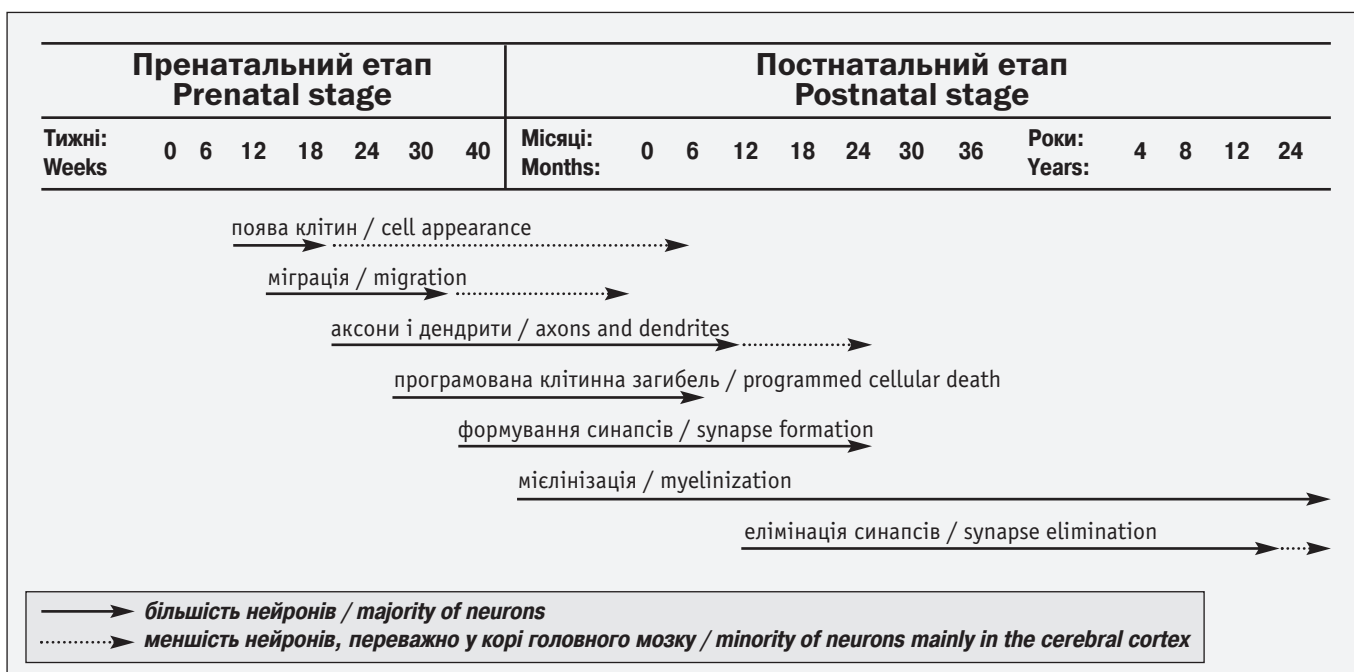 Пренатальний етап
Prenatal stage
Постнатальний етап
Postnatal stage
Тижні:
Weeks
0 6 12 18 24 30 40
Місяці:
Months:
0 6 12 18 24 30 36
Роки:
Years:
4 8 12 24
поява клітин / cell appearance
міграція / migration
аксони і дендрити / axons and dendrites
програмована клітинна загибель / programmed cellular death
формування синапсів / synapse formation
мієлінізація / myelinization
елімінація синапсів / synapse elimination
більшість нейронів / majority of neurons
меншість нейронів, переважно у корі головного мозку / minority of neurons mainly in the cerebral cortex